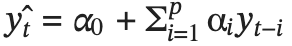 ŷ_t = α_0 + Σ_{i=1}^{p} α_i y_{t−i}